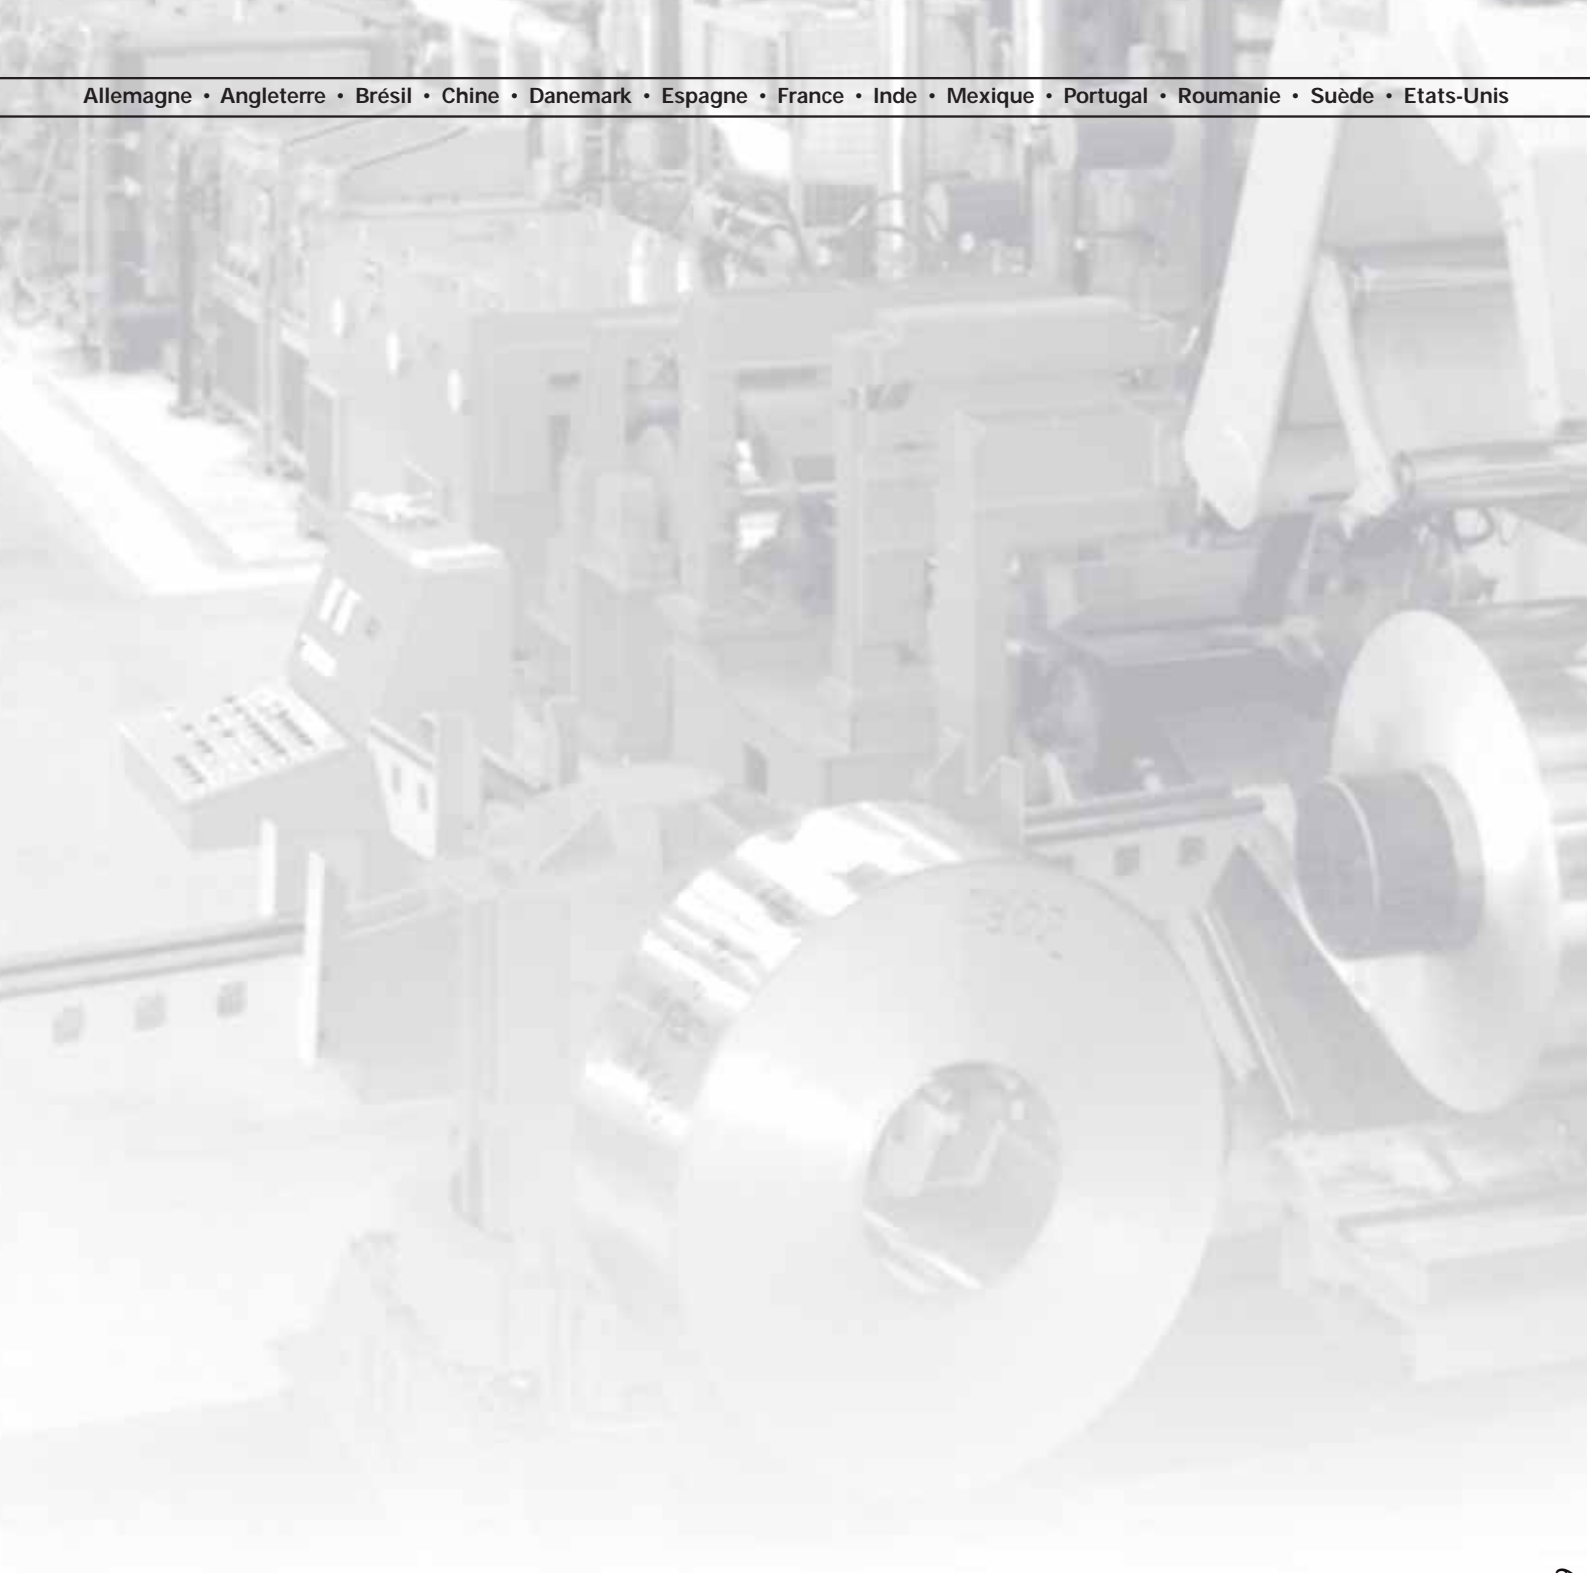 Allemagne • Angleterre • Brésil • Chine • Danemark • Espagne • France • Inde • Mexique • Portugal • Roumanie • Suède • Etats-Unis